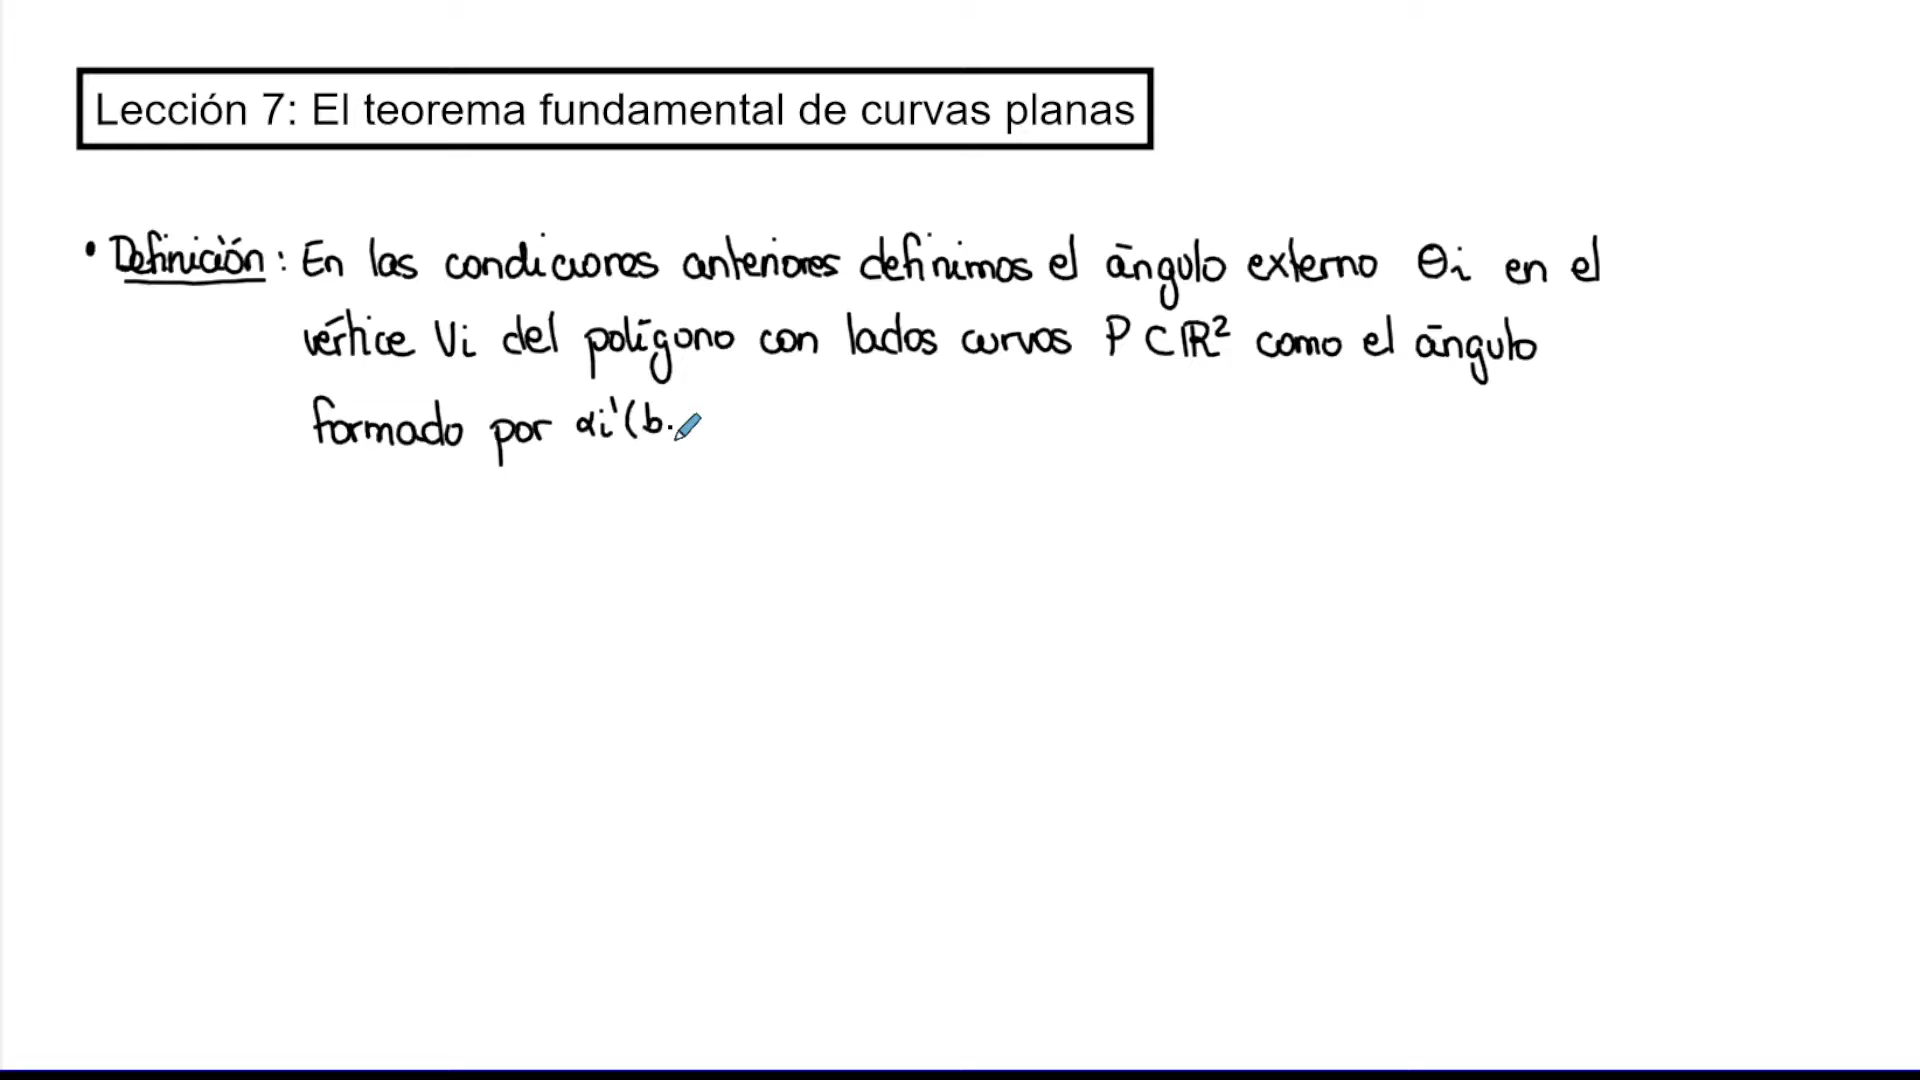 Lección 7: El teorema fundamental de curvas planas
• Definición: En las condiciones anteriores definimos el ángulo externo θi en el
vértice Vi del polígono con lados curvos P ⊂ ℝ² como el ángulo
formado por αi'(b.